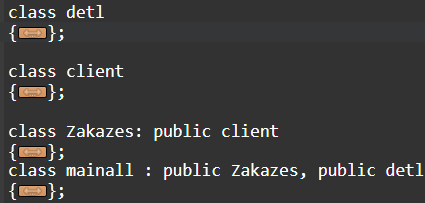 class detl
{};
class client
{};
class Zakazes: public client
{};
class mainall : public Zakazes, public detl
{};